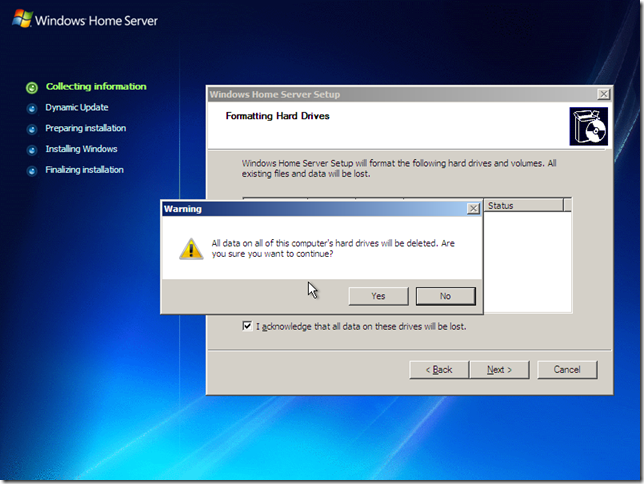 Windows Home Server
Collecting information
Dynamic Update
Preparing installation
Installing Windows
Finalizing installation
Windows Home Server Setup
Formatting Hard Drives
Windows Home Server Setup will format the following hard drives and volumes. All
existing files and data will be lost.
Status
Warning
All data on all of this computer's hard drives will be deleted. Are
you sure you want to continue?
Yes
No
I acknowledge that all data on these drives will be lost.
< Back
Next >
Cancel